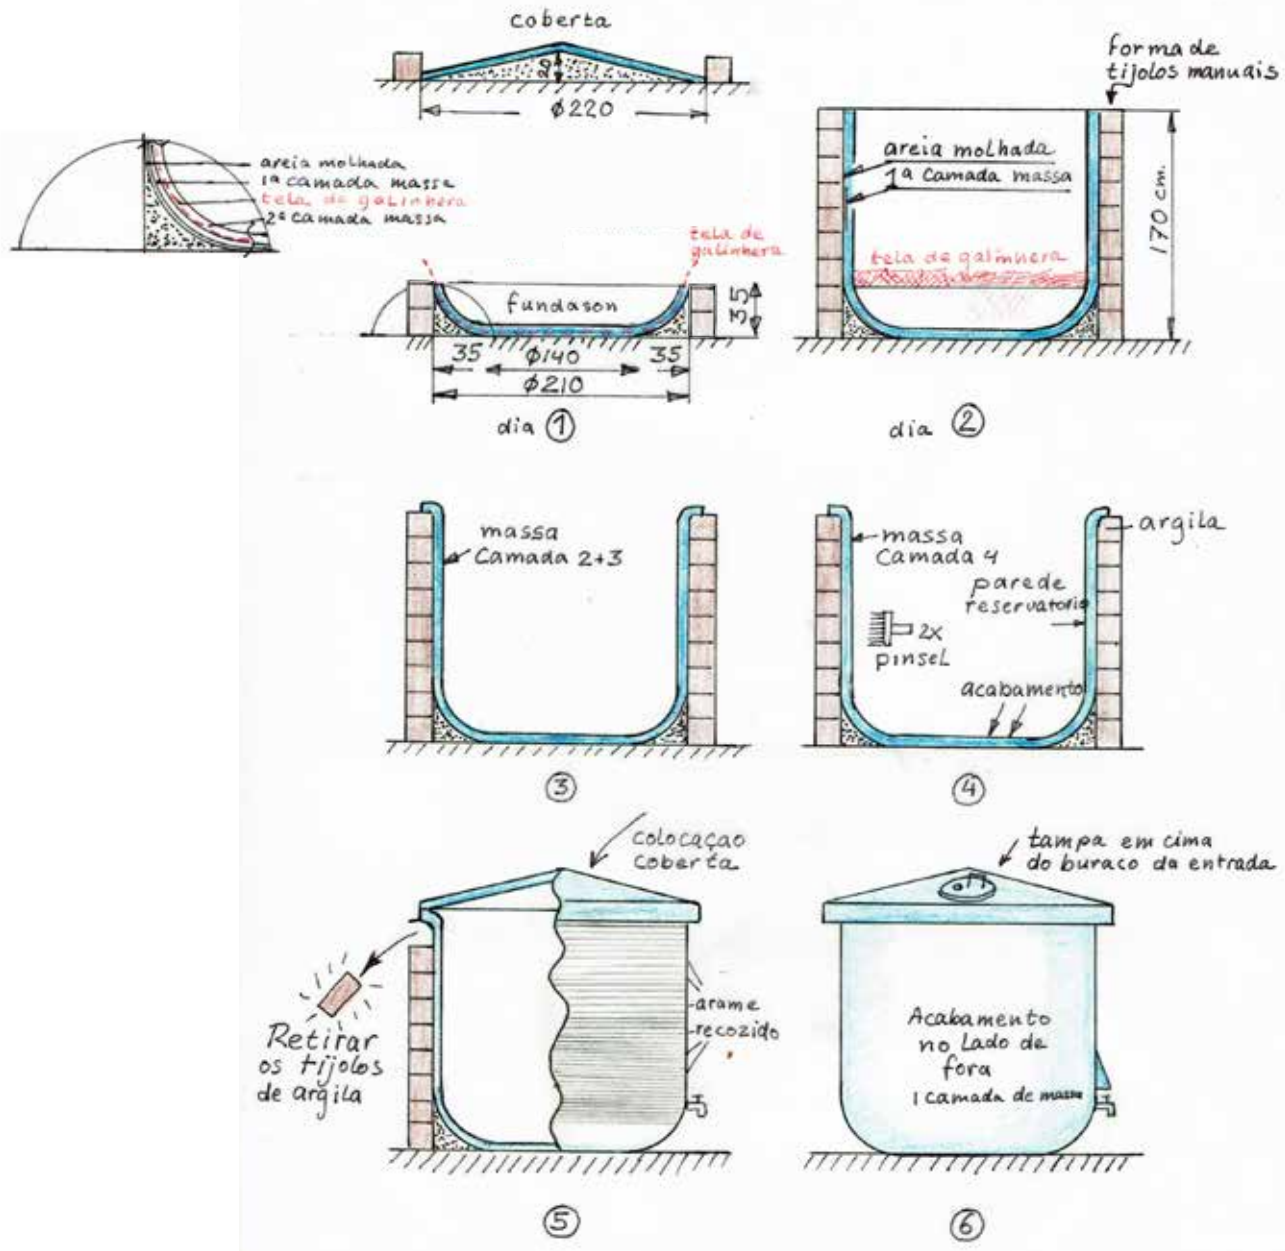 coberta
20
ϕ220
forma de
tijolos manuais
areia molhada
1ª camada massa
tela de galinhera
2ª camada massa
tela de
galinhera
fundason
35
35
ϕ140
35
ϕ210
dia ①
areia molhada
1ª Camada massa
tela de galinhera
170 cm.
dia ②
massa
Camada 2+3
③
massa
Camada 4
argila
parede
reservatorio
2x
pinsel
acabamento
④
colocaçao
coberta
Retirar
os tijolos
de argila
arame
recozido
⑤
tampa em cima
do buraco da entrada
Acabamento
no Lado de
fora
1 Camada de massa
⑥